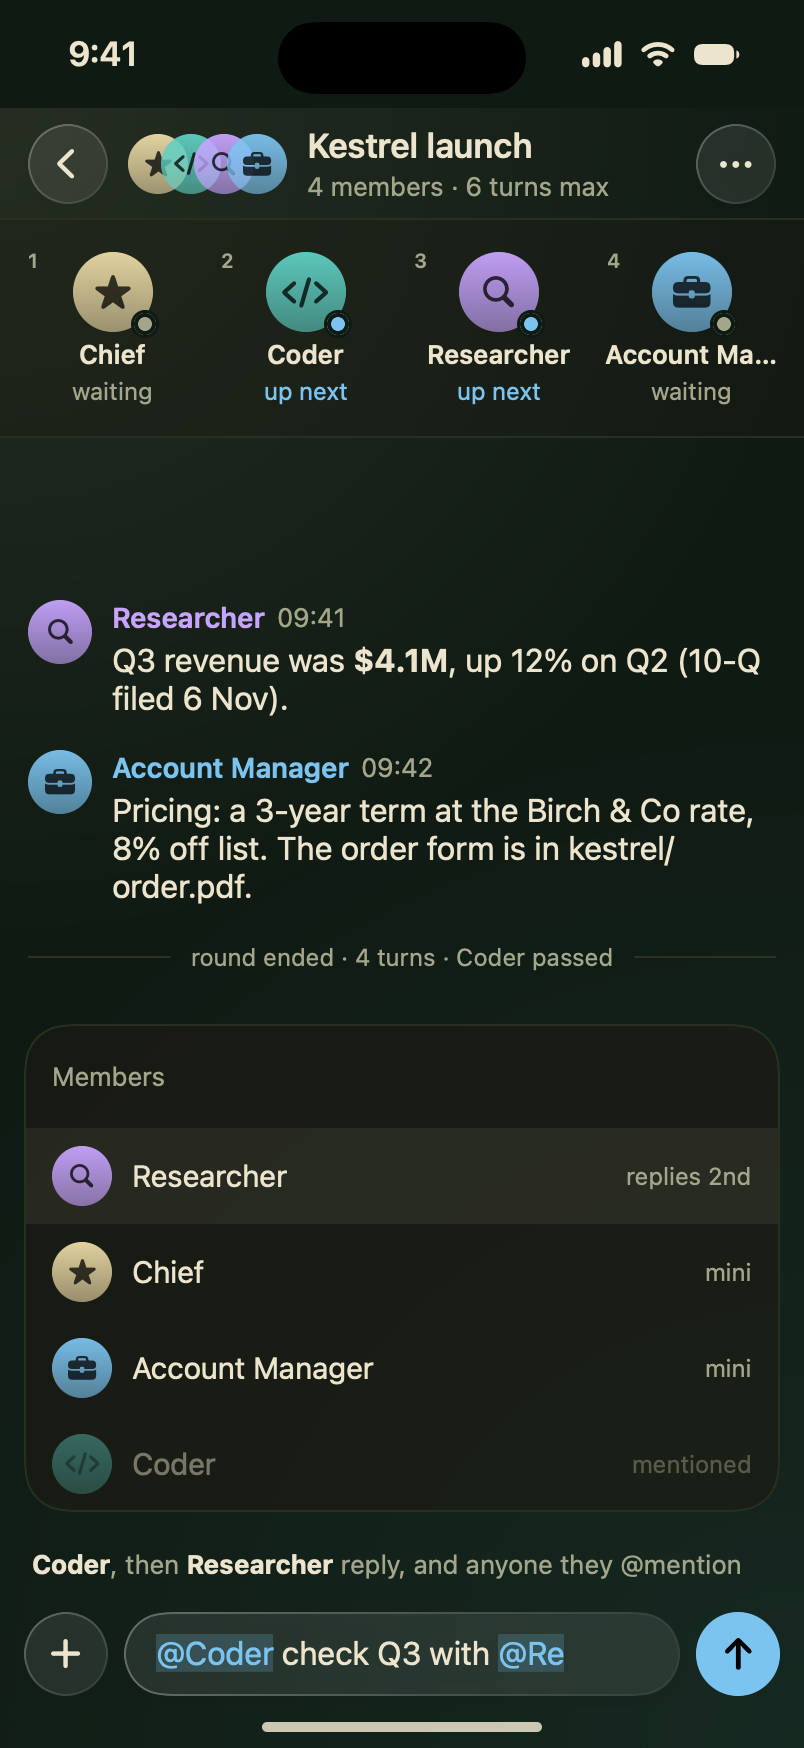 9:41
Kestrel launch
4 members · 6 turns max
1
2
3
4
</>
Chief
Coder
Researcher
Account Ma...
waiting
up next
up next
waiting
Researcher 09:41
Q3 revenue was $4.1M, up 12% on Q2 (10-Q
filed 6 Nov).
Account Manager 09:42
Pricing: a 3-year term at the Birch & Co rate,
8% off list. The order form is in kestrel/
order.pdf.
round ended · 4 turns · Coder passed
Members
Researcher replies 2nd
Chief mini
Account Manager mini
</> Coder mentioned
Coder, then Researcher reply, and anyone they @mention
@Coder check Q3 with @Re